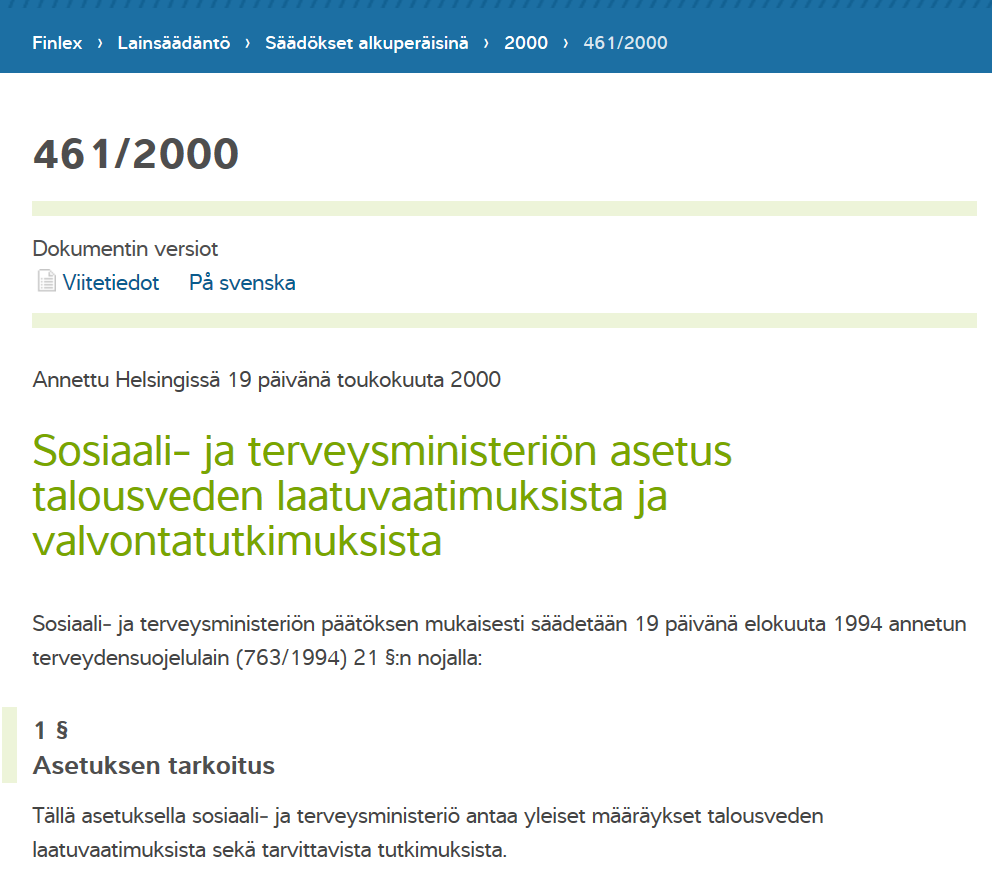 Finlex › Lainsäädäntö › Säädökset alkuperäisinä › 2000 › 461/2000
461/2000
Dokumentin versiot
Viitetiedot På svenska
Annettu Helsingissä 19 päivänä toukokuuta 2000
Sosiaali- ja terveysministeriön asetus
talousveden laatuvaatimuksista ja
valvontatutkimuksista
Sosiaali- ja terveysministeriön päätöksen mukaisesti säädetään 19 päivänä elokuuta 1994 annetun
terveydensuojelulain (763/1994) 21 §:n nojalla:
1 §
Asetuksen tarkoitus
Tällä asetuksella sosiaali- ja terveysministeriö antaa yleiset määräykset talousveden
laatuvaatimuksista sekä tarvittavista tutkimuksista.